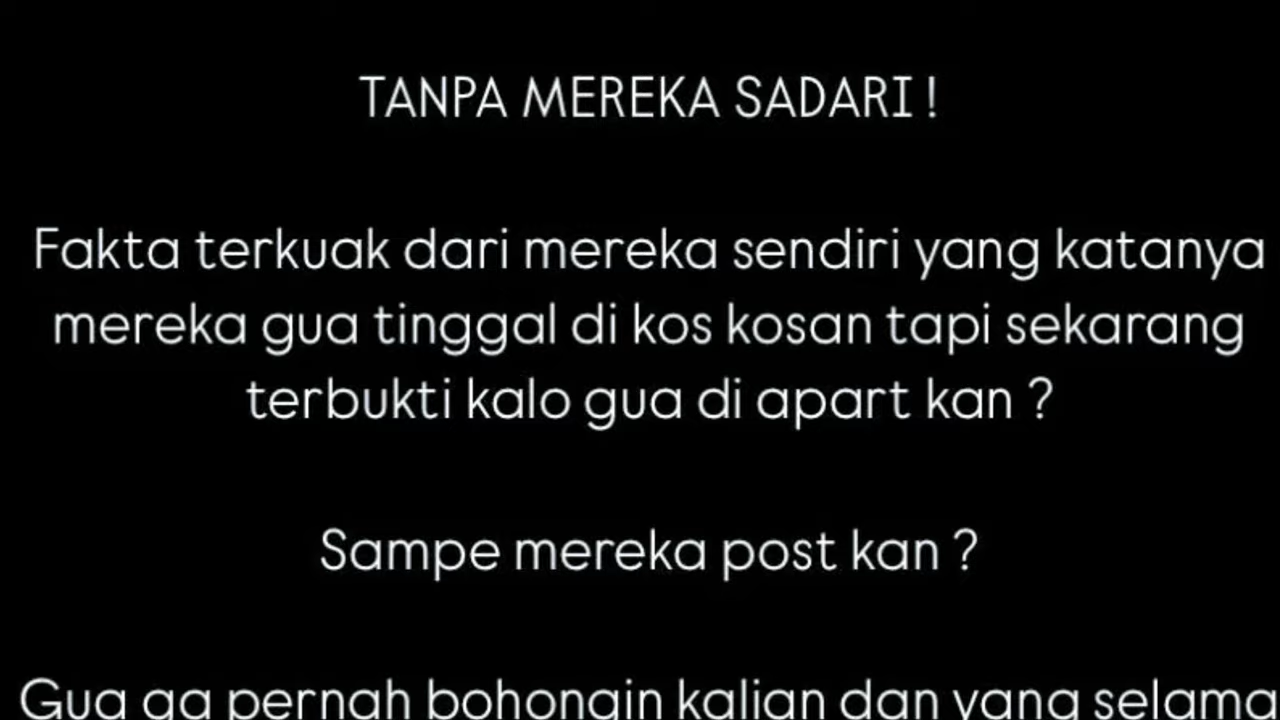 TANPA MEREKA SADARI !
Fakta terkuak dari mereka sendiri yang katanya
mereka gua tinggal di kos kosan tapi sekarang
terbukti kalo gua di apart kan ?
Sampe mereka post kan ?
Gua ga pernah bohongin kalian dan yang selama